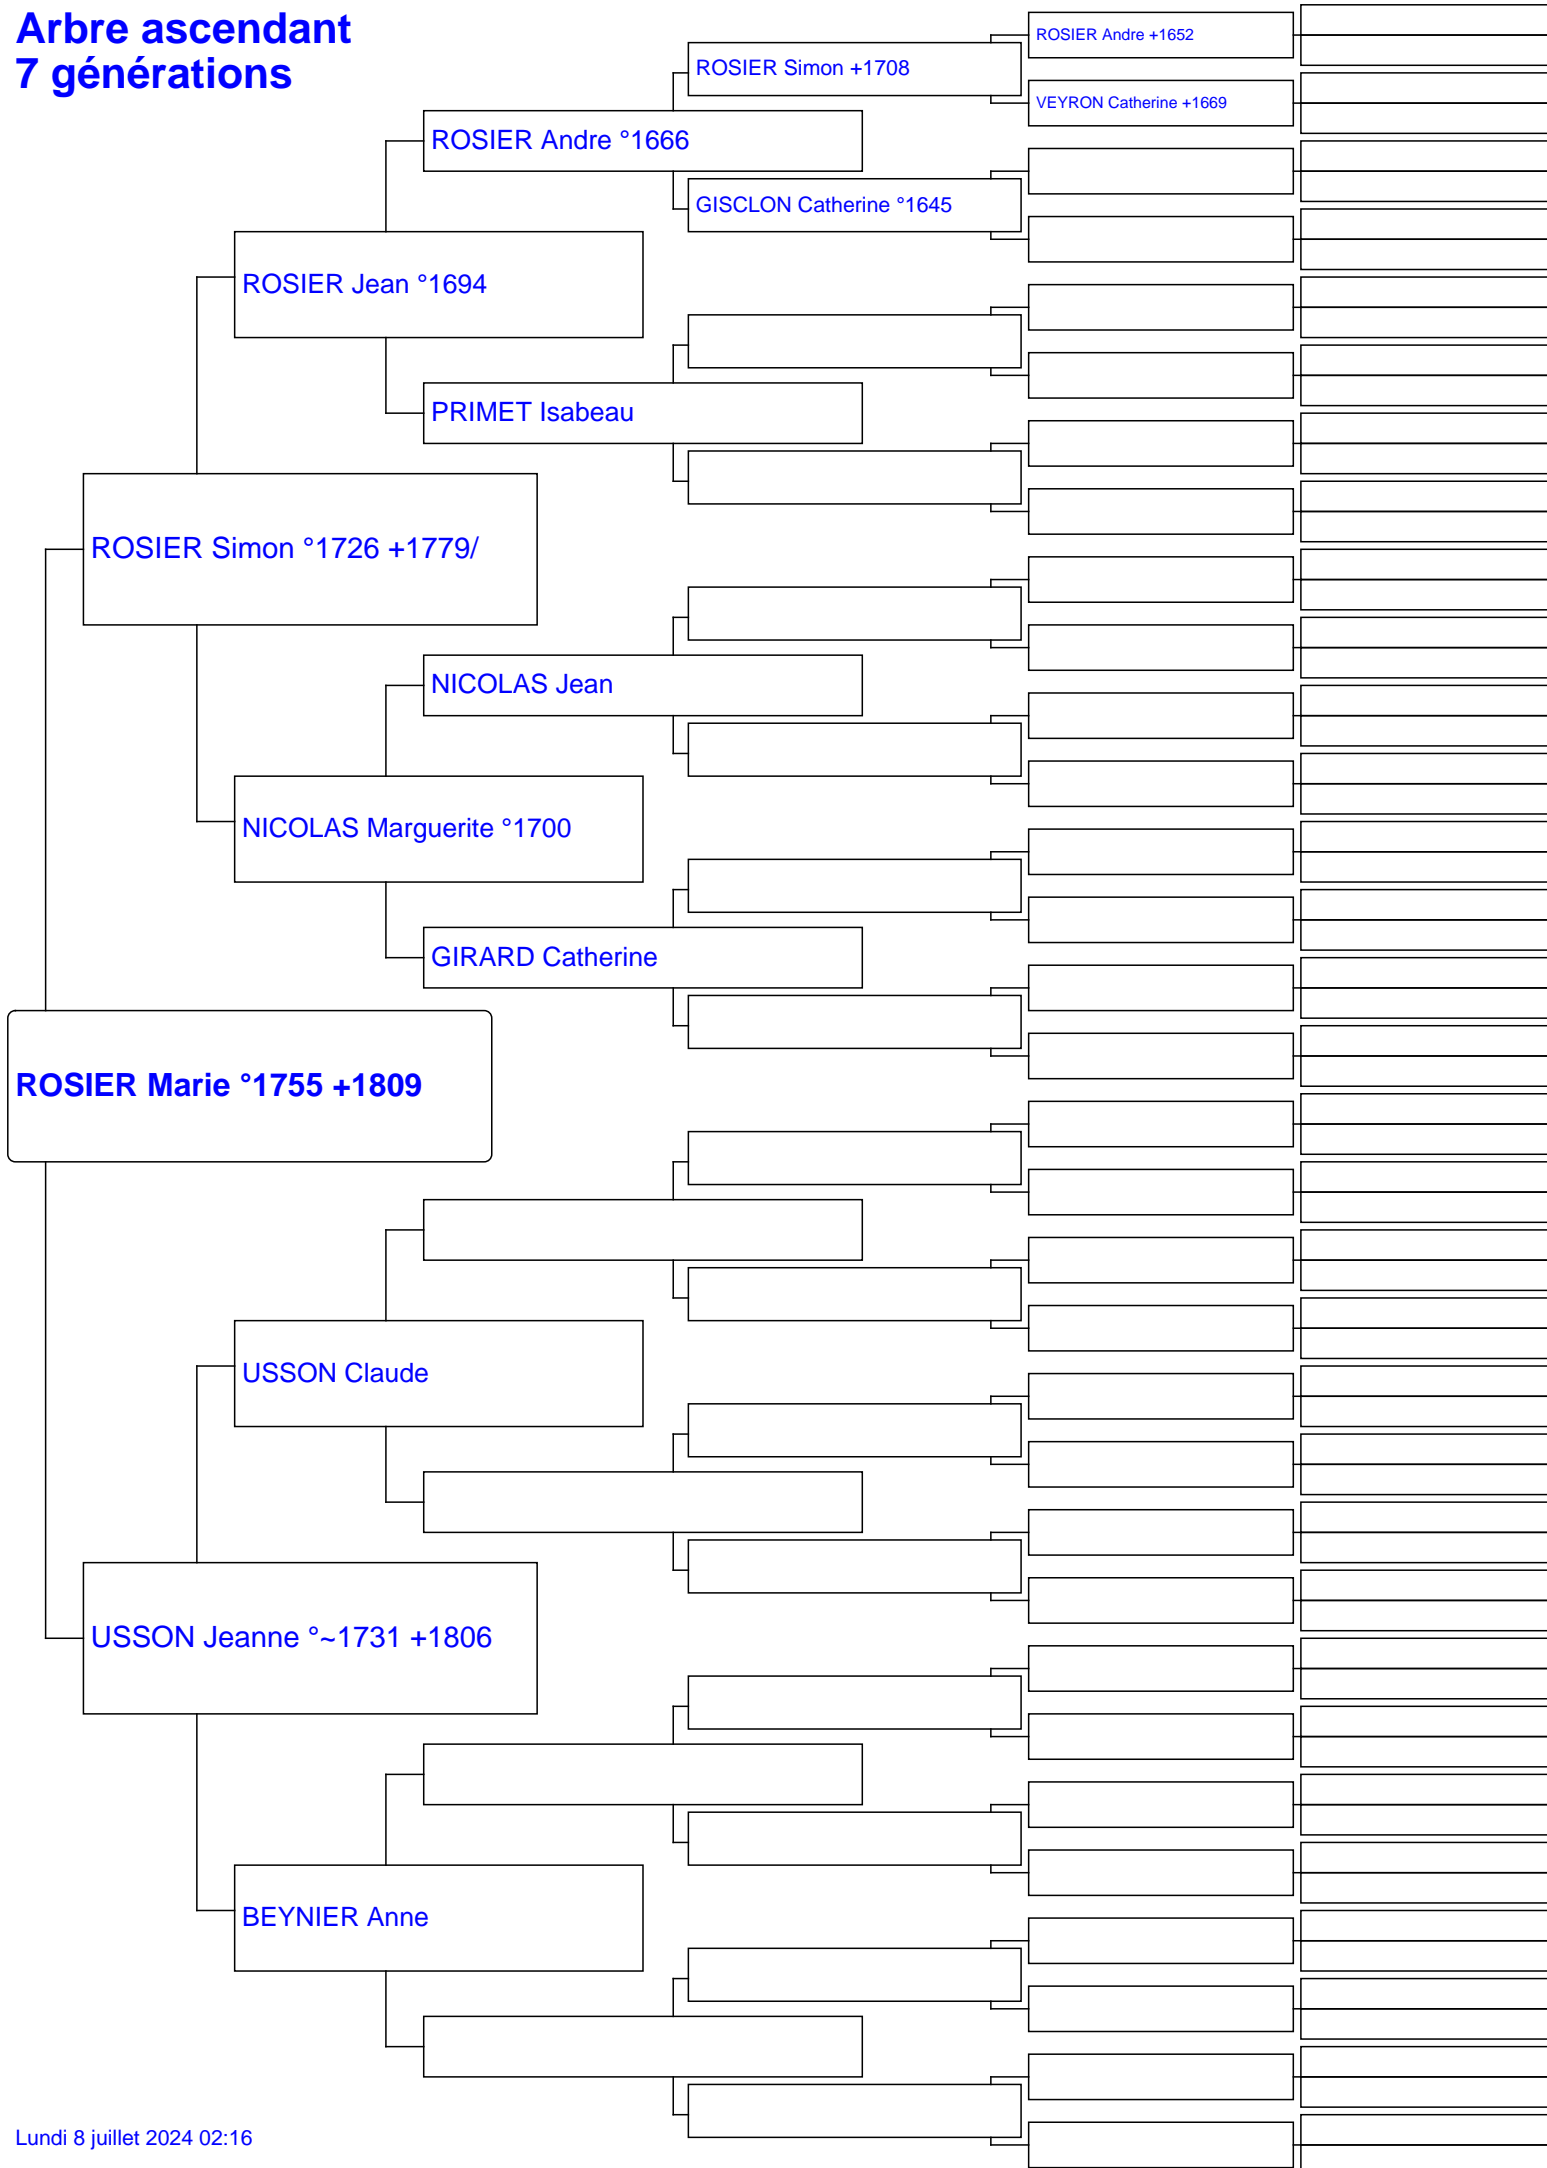 Arbre ascendant
7 générations
ROSIER Andre +1652
ROSIER Simon +1708
VEYRON Catherine +1669
ROSIER Andre °1666
GISCLON Catherine °1645
ROSIER Jean °1694
PRIMET Isabeau
ROSIER Simon °1726 +1779/
NICOLAS Jean
NICOLAS Marguerite °1700
GIRARD Catherine
ROSIER Marie °1755 +1809
USSON Claude
USSON Jeanne °~1731 +1806
BEYNIER Anne
Lundi 8 juillet 2024 02:16